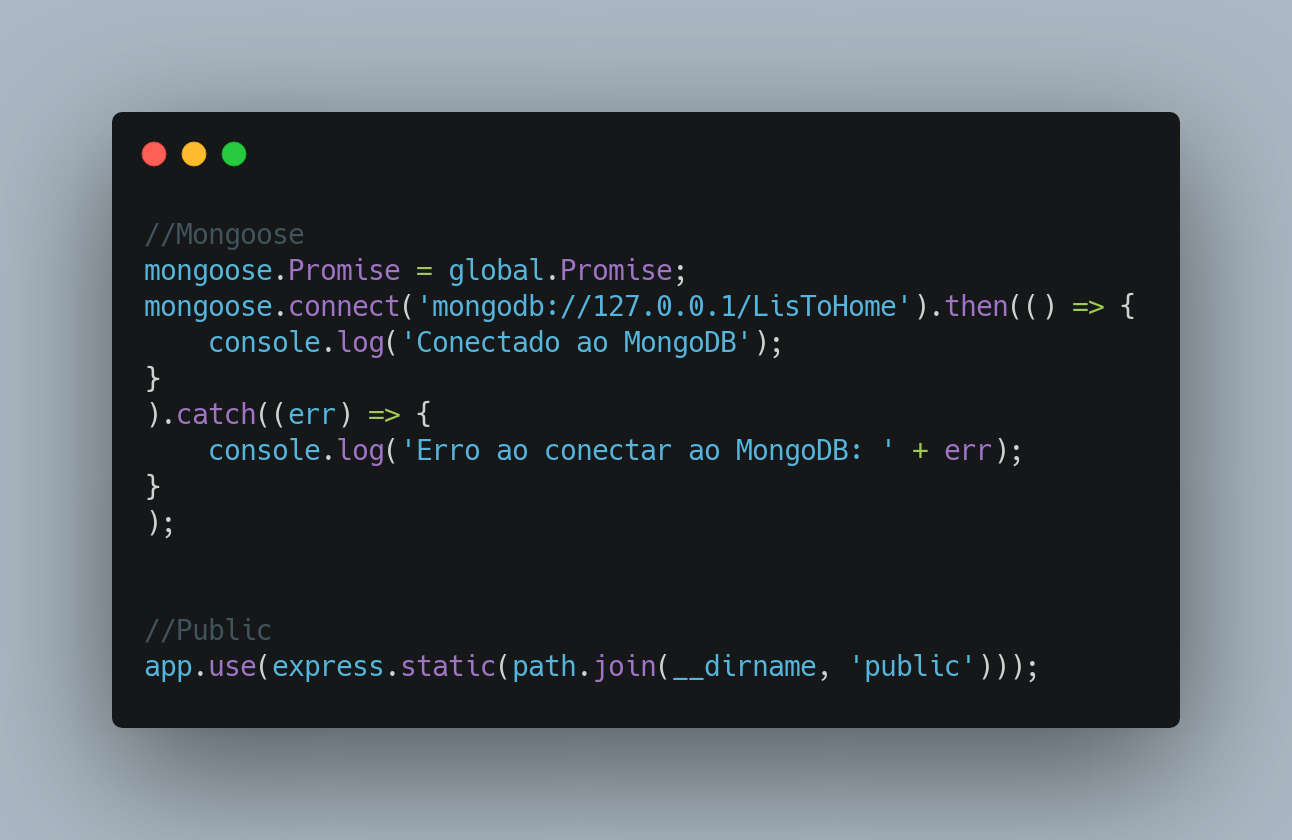 //Mongoose
mongoose.Promise = global.Promise;
mongoose.connect('mongodb://127.0.0.1/LisToHome').then(() => {
    console.log('Conectado ao MongoDB');
}
).catch((err) => {
    console.log('Erro ao conectar ao MongoDB: ' + err);
}
);
//Public
app.use(express.static(path.join(__dirname, 'public')));